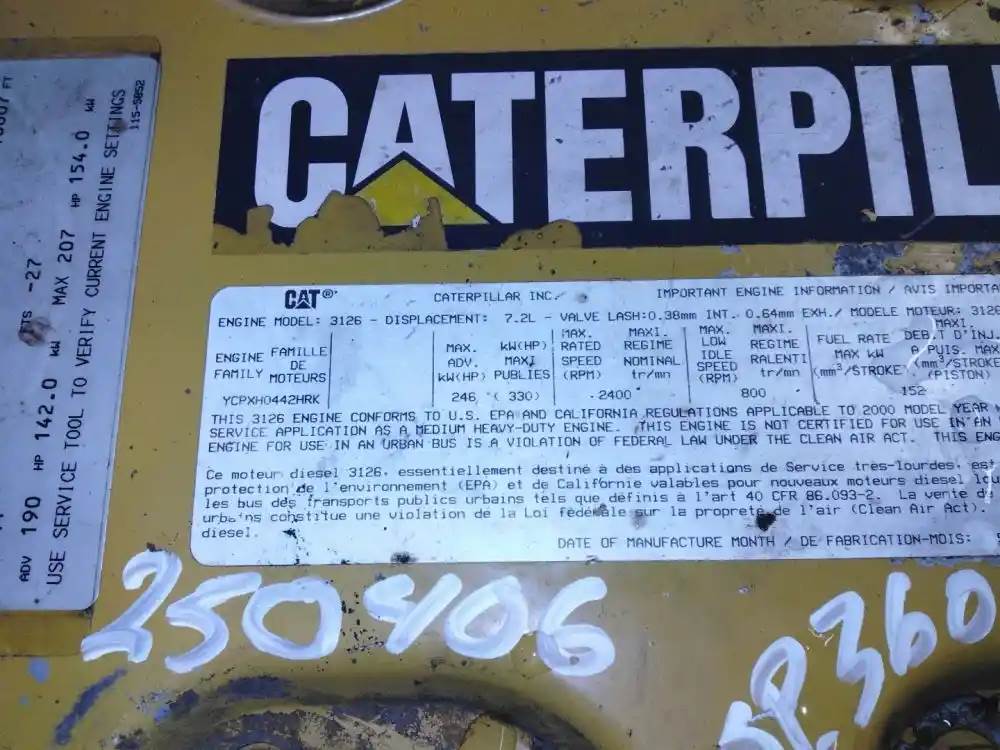 CATERPIL
FT
ADV 190 HP 142.0 kW MAX 207 HP 154.0 kW
USE SERVICE TOOL TO VERIFY CURRENT ENGINE SETTINGS
115-5852
-27
CAT®
CATERPILLAR INC.
IMPORTANT ENGINE INFORMATION / AVIS IMPORTA
ENGINE MODEL: 3126 - DISPLACEMENT: 7.2L - VALVE LASH:0.38mm INT. 0.64mm EXH./ MODELE MOTEUR: 3126
ENGINE FAMILY
FAMILLE DE MOTEURS
MAX. ADV. kW(HP)
kW(HP) MAXI PUBLIES
MAX. RATED SPEED (RPM)
MAXI. REGIME NOMINAL tr/mn
MAX. LOW IDLE SPEED (RPM)
MAXI. REGIME RALENTI tr/mn
FUEL RATE MAX kW (mm³/STROKE)
MAXI. D'INJ. PUIS. MAX (mm³/STROKE (PISTON)
YCPXH0442HRK
246 ( 330)
2400
800
152
THIS 3126 ENGINE CONFORMS TO U.S. EPA AND CALIFORNIA REGULATIONS APPLICABLE TO 2000 MODEL YEAR
SERVICE APPLICATION AS A MEDIUM HEAVY-DUTY ENGINE. THIS ENGINE IS NOT CERTIFIED FOR USE IN AN
ENGINE FOR USE IN AN URBAN BUS IS A VIOLATION OF FEDERAL LAW UNDER THE CLEAN AIR ACT. THIS ENG
Ce moteur diesel 3126, essentiellement destiné à des applications de Service très-lourdes, est
protection de l'environnement (EPA) et de Californie valables pour nouveaux moteurs diesel lou
les bus des transports publics urbains tels que définis à l'art 40 CFR 86.093-2. La vente de
urbains constitue une violation de la Loi fédérale sur la propreté de l'air (Clean Air Act).
diesel.
DATE OF MANUFACTURE MONTH / DE FABRICATION-MOIS:
250406